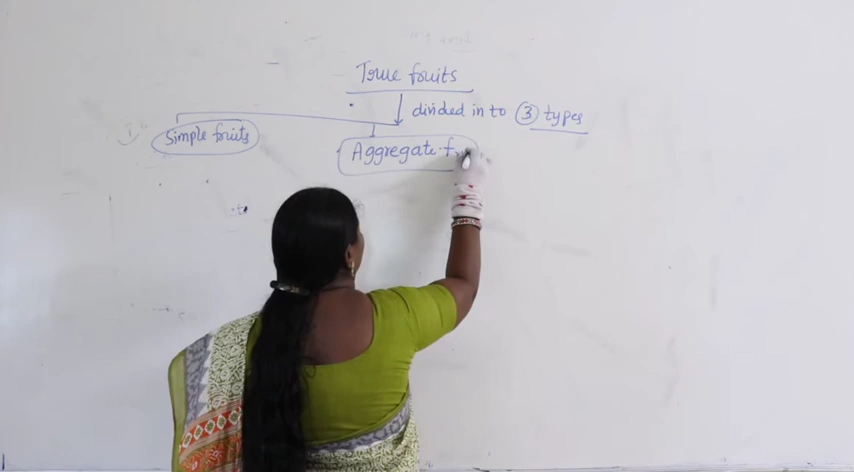 True fruits
divided in to 3 types
Simple fruits
Aggregate